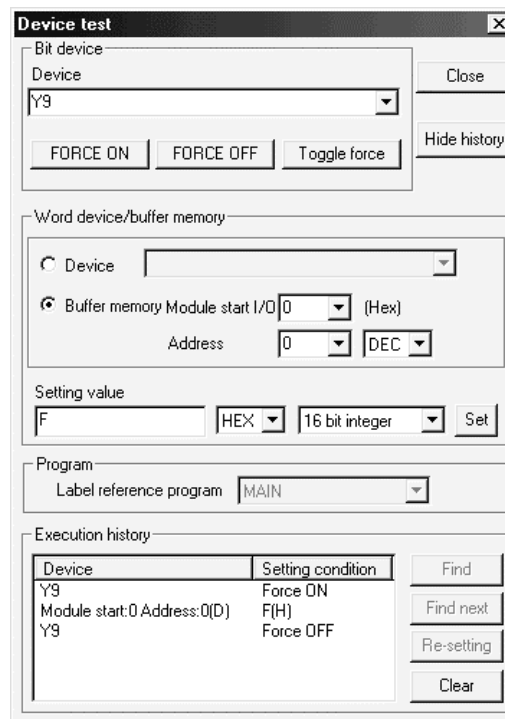 Device test
Bit device
Device
Close
Y9
FORCE ON FORCE OFF Toggle force
Hide history
Word device/buffer memory
Device
Buffer memory Module start I/O 0 (Hex)
Address 0 DEC
Setting value
F HEX 16 bit integer Set
Program
Label reference program MAIN
Execution history
Device Setting condition
Y9 Force ON
Module start:0 Address:0(D) F(H)
Y9 Force OFF
Find
Find next
Re-setting
Clear